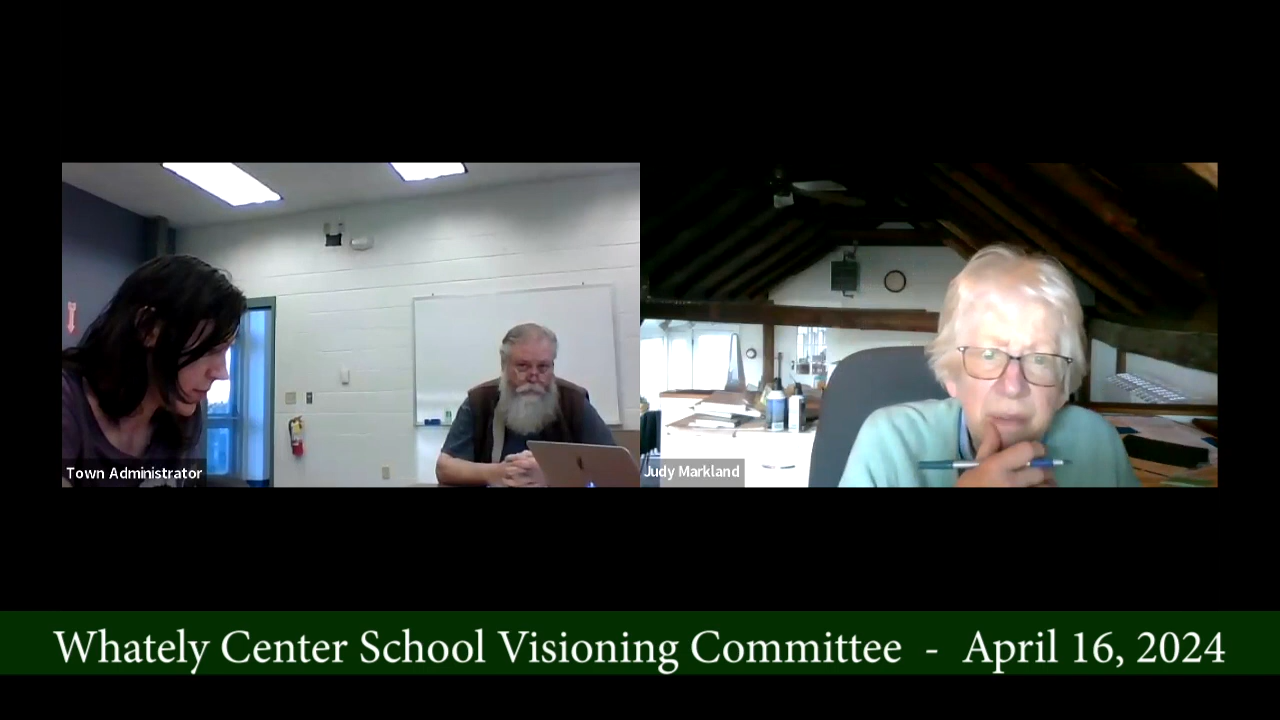 Town Administrator
Judy Markland
Whately Center School Visioning Committee - April 16, 2024